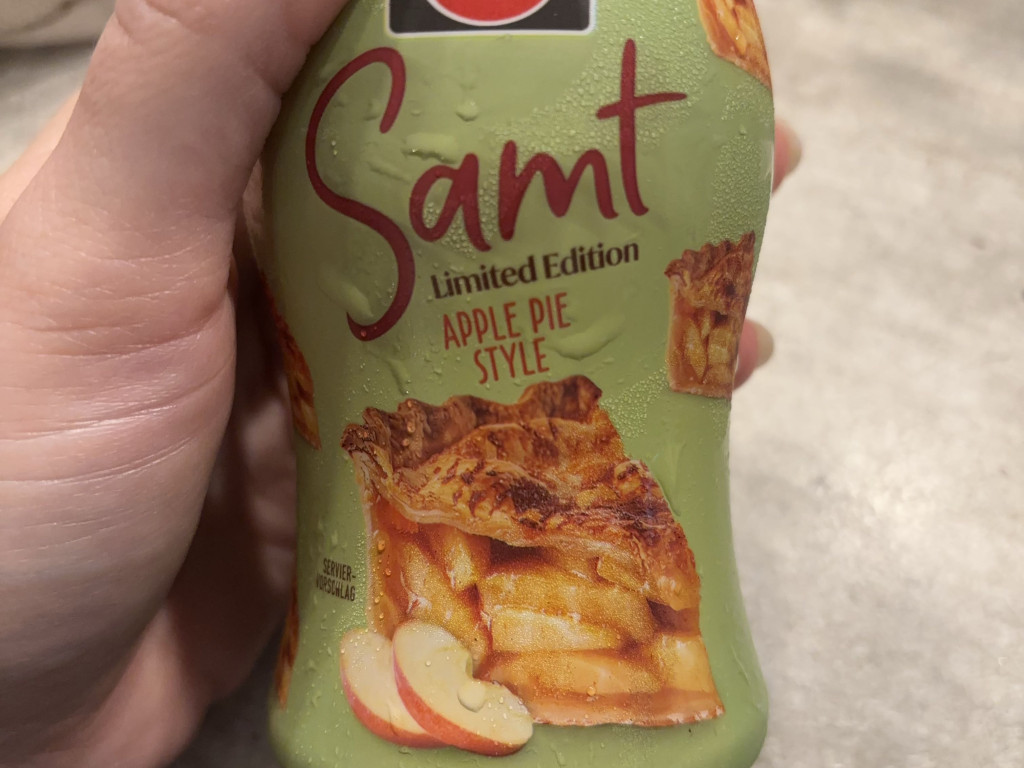 Samt
Limited Edition
APPLE PIE
STYLE
SERVIER-
VORSCHLAG